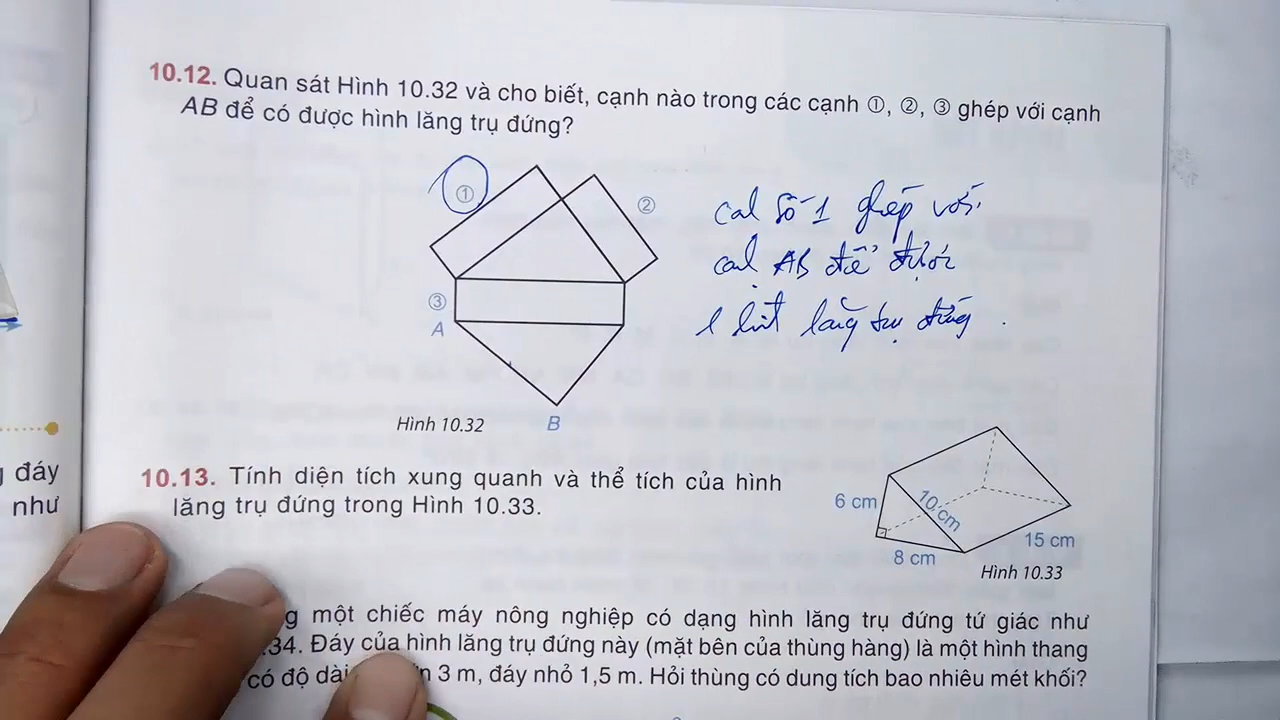 10.12. Quan sát Hình 10.32 và cho biết, cạnh nào trong các cạnh ①, ②, ③ ghép với cạnh
AB để có được hình lăng trụ đứng?
①
②
③
A
B
Hình 10.32
số 1 ghép với
AB để được
1 lăng trụ đứng.
10.13. Tính diện tích xung quanh và thể tích của hình
lăng trụ đứng trong Hình 10.33.
6 cm
10 cm
8 cm
15 cm
Hình 10.33
đáy
như
một chiếc máy nông nghiệp có dạng hình lăng trụ đứng tứ giác như
.34. Đáy của hình lăng trụ đứng này (mặt bên của thùng hàng) là một hình thang
có độ dài 3 m, đáy nhỏ 1,5 m. Hỏi thùng có dung tích bao nhiêu mét khối?